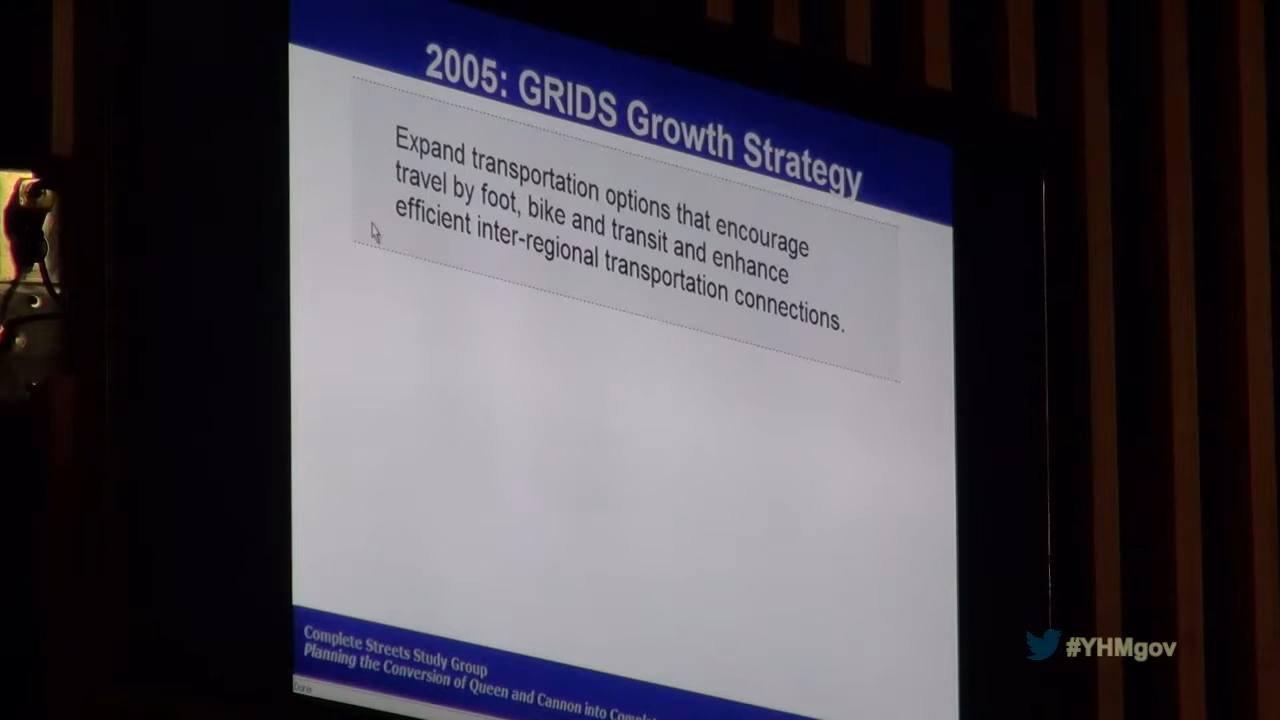 2005: GRIDS Growth Strategy
Expand transportation options that encourage
travel by foot, bike and transit and enhance
efficient inter-regional transportation connections.
Complete Streets Study Group
Planning the Conversion of Queen and Cannon into
Done
#YHMgov